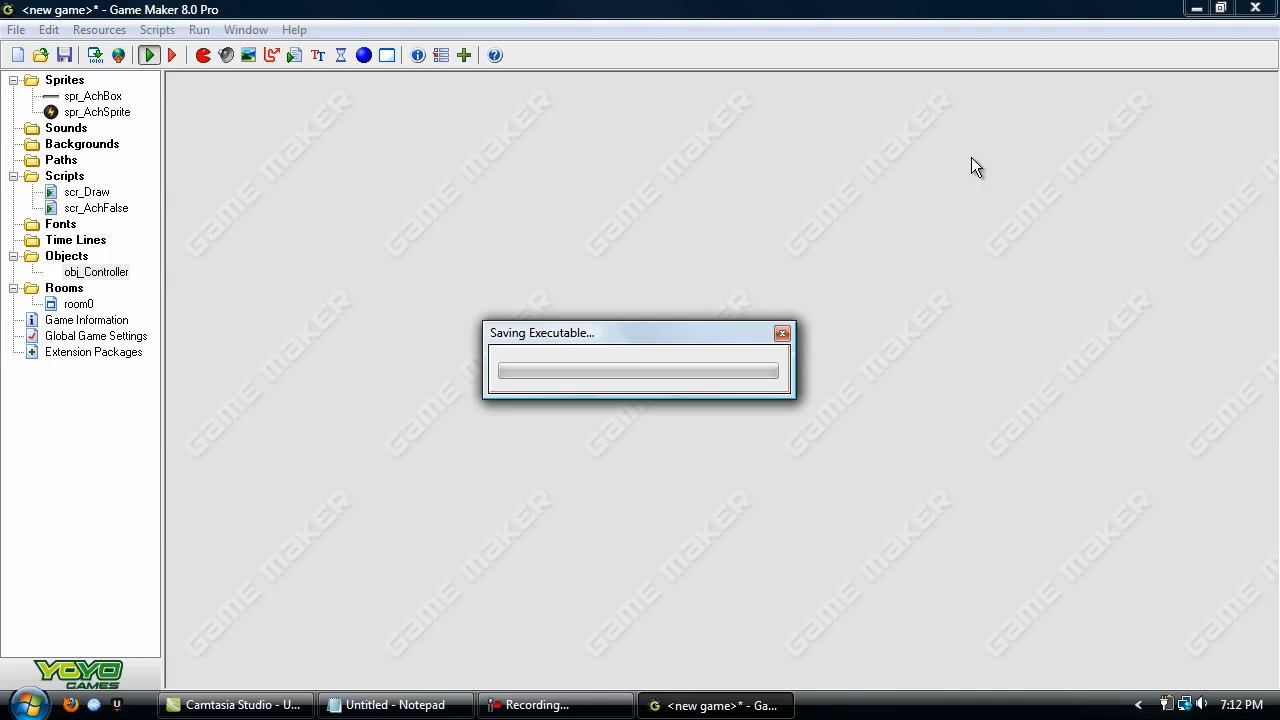 <new game>* - Game Maker 8.0 Pro
File Edit Resources Scripts Run Window Help
Sprites
spr_AchBox
spr_AchSprite
Sounds
Backgrounds
Paths
Scripts
scr_Draw
scr_AchFalse
Fonts
Time Lines
Objects
obj_Controller
Rooms
room0
Game Information
Global Game Settings
Extension Packages
Saving Executable...
GAME MAKER
YOYO
GAMES
Camtasia Studio - U...
Untitled - Notepad
Recording...
<new game>* - Ga...
7:12 PM